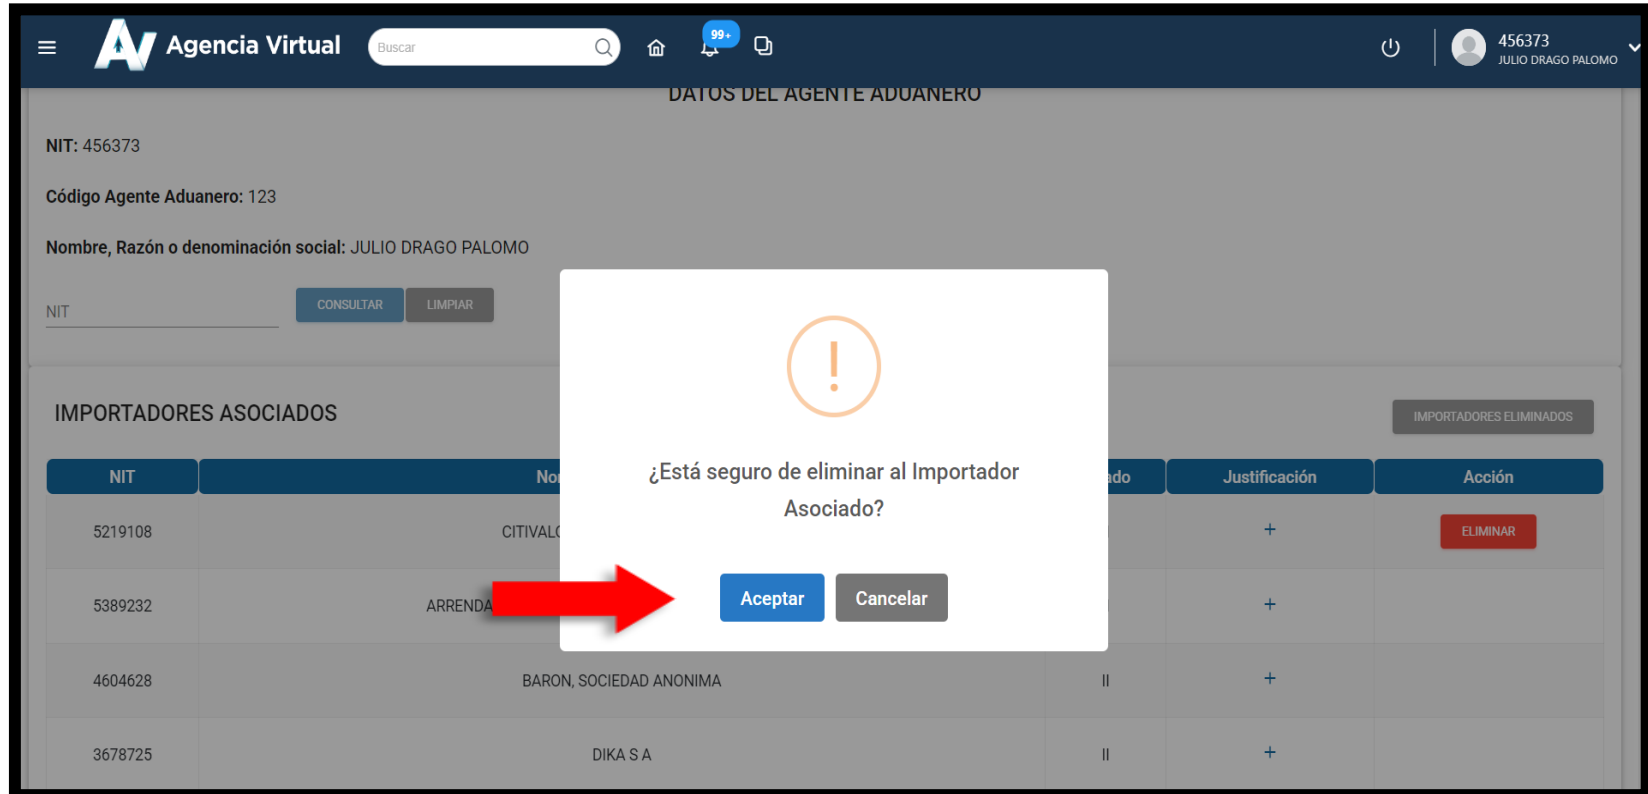 Agencia Virtual
Buscar
99+
456373
JULIO DRAGO PALOMO
DATOS DEL AGENTE ADUANERO
NIT: 456373
Código Agente Aduanero: 123
Nombre, Razón o denominación social: JULIO DRAGO PALOMO
NIT
CONSULTAR
LIMPIAR
IMPORTADORES ASOCIADOS
IMPORTADORES ELIMINADOS
¿Está seguro de eliminar al Importador
Asociado?
Aceptar
Cancelar
NIT
Justificación
Acción
5219108
+
ELIMINAR
5389232
+
4604628
BARON, SOCIEDAD ANONIMA
II
+
3678725
DIKA S A
II
+